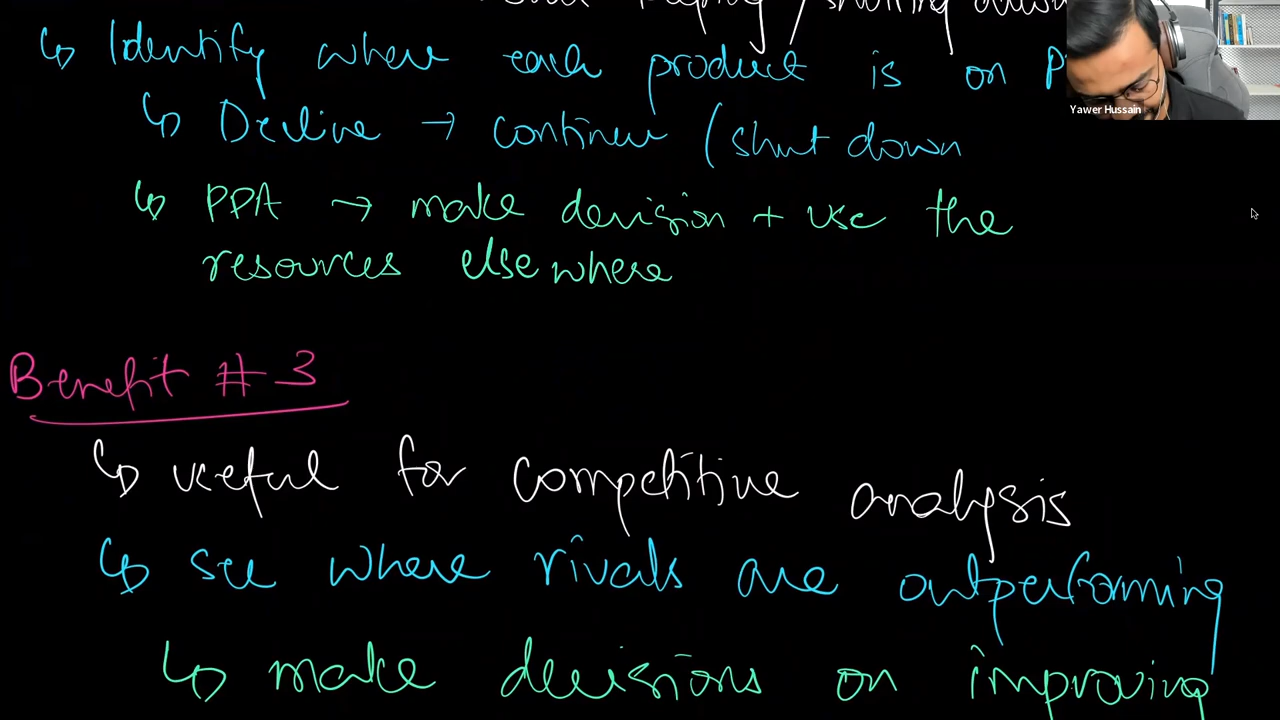 ↳ Identify where each product is on P
Yawer Hussain
↳ Decline → continue (shut down
↳ PPA → make decision + use the
resources elsewhere
Benefit # 3
↳ useful for competitive analysis
↳ see where rivals are outperforming
↳ make decisions on improving